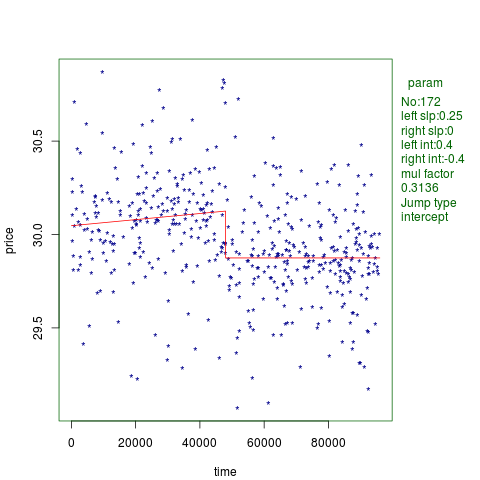 param
No:172
left slp:0.25
right slp:0
left int:0.4
right int:-0.4
mul factor
0.3136
Jump type
intercept
price
30.5
30.0
29.5
0 20000 40000 60000 80000
time